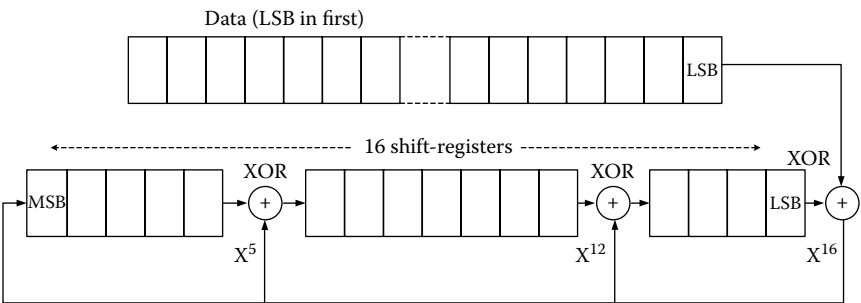 Data (LSB in first)
LSB
16 shift-registers
XOR
XOR
XOR
MSB
+
+
LSB
+
X⁵
X¹²
X¹⁶